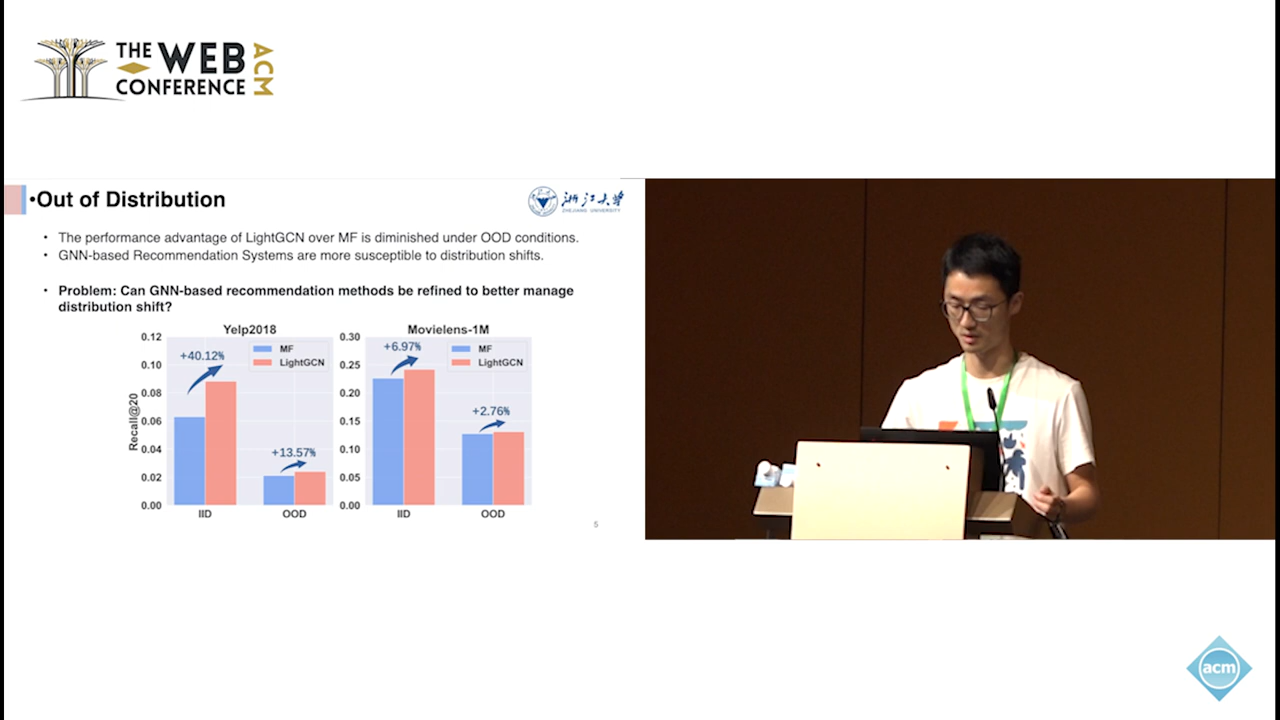 THE WEB
CONFERENCE
ACM
•Out of Distribution
浙江大学
ZHEJIANG UNIVERSITY
• The performance advantage of LightGCN over MF is diminished under OOD conditions.
• GNN-based Recommendation Systems are more susceptible to distribution shifts.
• Problem: Can GNN-based recommendation methods be refined to better manage
distribution shift?
Yelp2018
Recall@20
0.12
0.10
0.08
0.06
0.04
0.02
0.00
MF
LightGCN
+40.12%
+13.57%
IID
OOD
Movielens-1M
0.30
0.25
0.20
0.15
0.10
0.05
0.00
MF
LightGCN
+6.97%
+2.76%
IID
OOD
5
acm